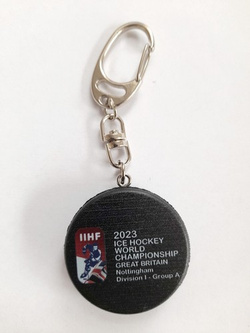 IIHF
2023
ICE HOCKEY
WORLD
CHAMPIONSHIP
GREAT BRITAIN
Nottingham
Division I - Group A